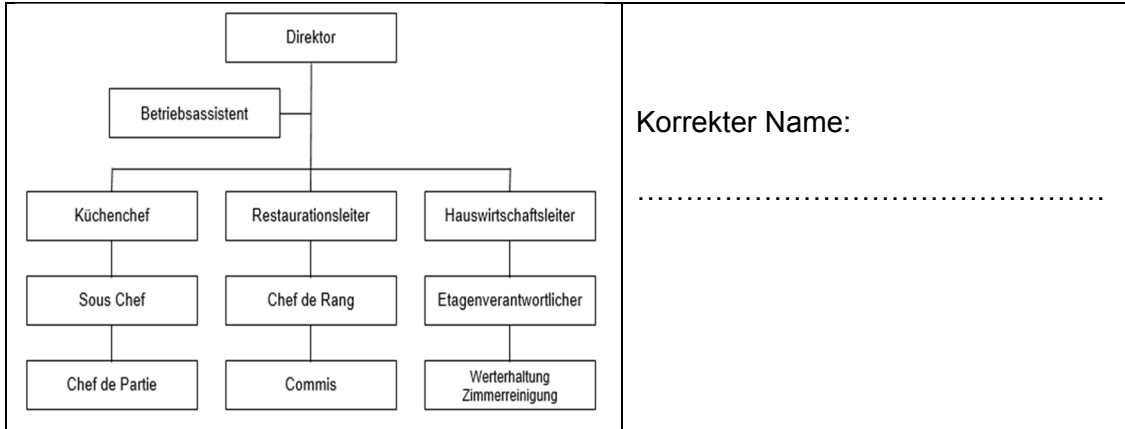 Direktor
Betriebsassistent
Korrekter Name:
……………………………………………
Küchenchef
Restaurationsleiter
Hauswirtschaftsleiter
Sous Chef
Chef de Rang
Etagenverantwortlicher
Chef de Partie
Commis
Werterhaltung
Zimmerreinigung